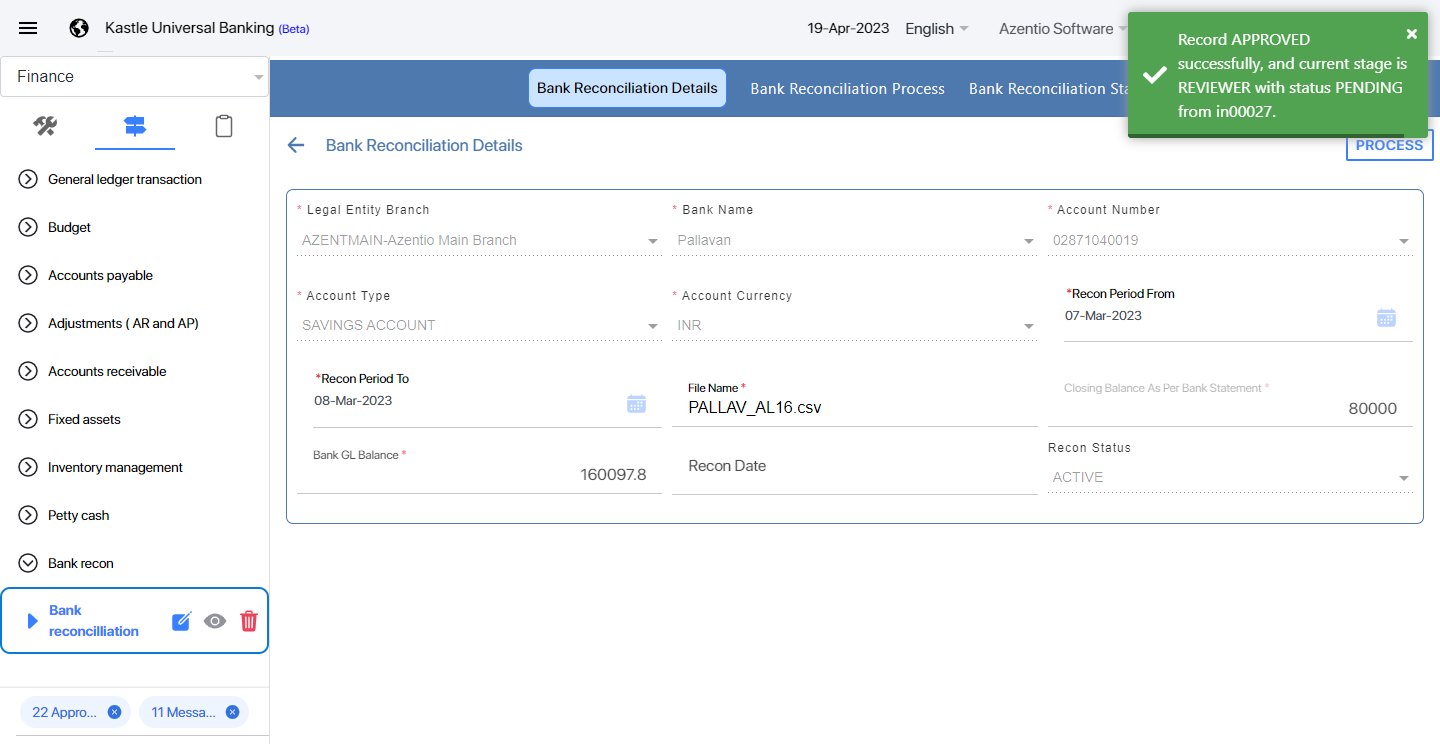 Kastle Universal Banking (Beta)
19-Apr-2023
English
Azentio Software
Record APPROVED
successfully, and current stage is
REVIEWER with status PENDING
from in00027.
Finance
Bank Reconciliation Details
Bank Reconciliation Process
Bank Reconciliation Sta
General ledger transaction
Budget
Accounts payable
Adjustments ( AR and AP)
Accounts receivable
Fixed assets
Inventory management
Petty cash
Bank recon
Bank
reconcilliation
22 Appro...
11 Messa...
Bank Reconciliation Details
PROCESS
* Legal Entity Branch
AZENTMAIN-Azentio Main Branch
* Bank Name
Pallavan
* Account Number
02871040019
* Account Type
SAVINGS ACCOUNT
* Account Currency
INR
*Recon Period From
07-Mar-2023
*Recon Period To
08-Mar-2023
File Name *
PALLAV_AL16.csv
Closing Balance As Per Bank Statement *
80000
Bank GL Balance *
160097.8
Recon Date
Recon Status
ACTIVE